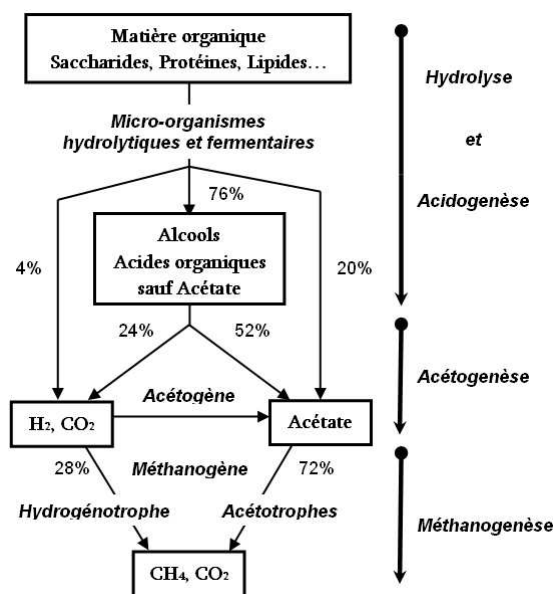 Matière organique
Saccharides, Protéines, Lipides…
Hydrolyse
Micro-organismes
hydrolytiques et fermentaires
et
76%
Acidogenèse
Alcools
4%
Acides organiques
20%
sauf Acétate
24%
52%
Acétogenèse
Acétogène
H₂, CO₂
Acétate
28%
Méthanogène
72%
Hydrogénotrophe
Acétotrophes
Méthanogenèse
CH₄, CO₂